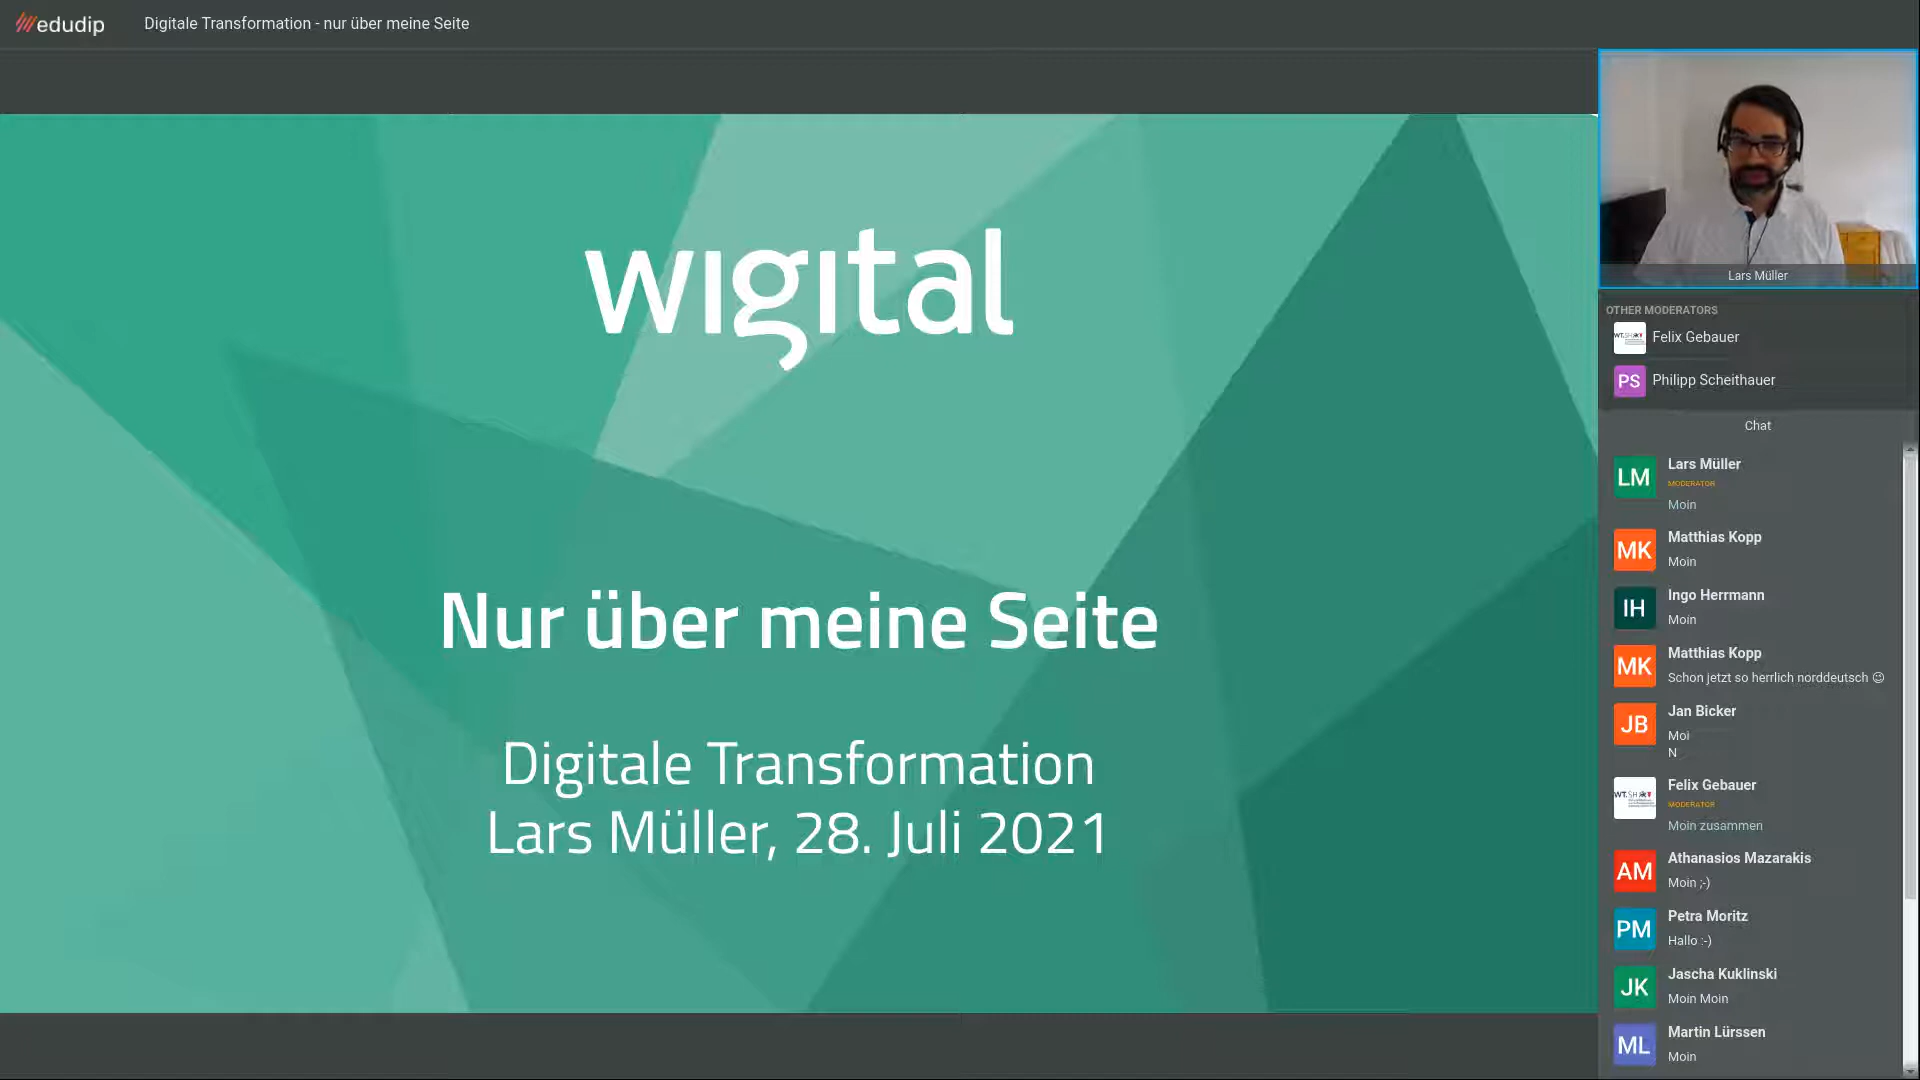 edudip
Digitale Transformation - nur über meine Seite
wigital
Nur über meine Seite
Digitale Transformation
Lars Müller, 28. Juli 2021
Lars Müller
OTHER MODERATORS
Felix Gebauer
PS Philipp Scheithauer
Chat
LM
Lars Müller
MODERATOR
Moin
MK
Matthias Kopp
Moin
IH
Ingo Herrmann
Moin
MK
Matthias Kopp
Schon jetzt so herrlich norddeutsch 😉
JB
Jan Bicker
Moi
N
WT.SH
Felix Gebauer
MODERATOR
Moin zusammen
AM
Athanasios Mazarakis
Moin ;-)
PM
Petra Moritz
Hallo :-)
JK
Jascha Kuklinski
Moin Moin
ML
Martin Lürssen
Moin